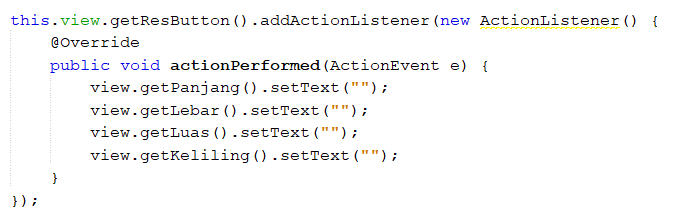 this.view.getResButton().addActionListener(new ActionListener() {
    @Override
    public void actionPerformed(ActionEvent e) {
        view.getPanjang().setText("");
        view.getLebar().setText("");
        view.getLuas().setText("");
        view.getKeliling().setText("");
    }
});